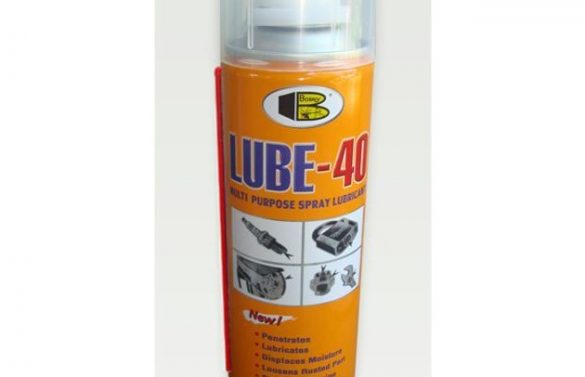 Bosny
LUBE-40
MULTI PURPOSE SPRAY LUBRICANT
New!
• Penetrates
• Lubricates
• Displaces Moisture
• Loosens Rusted Part